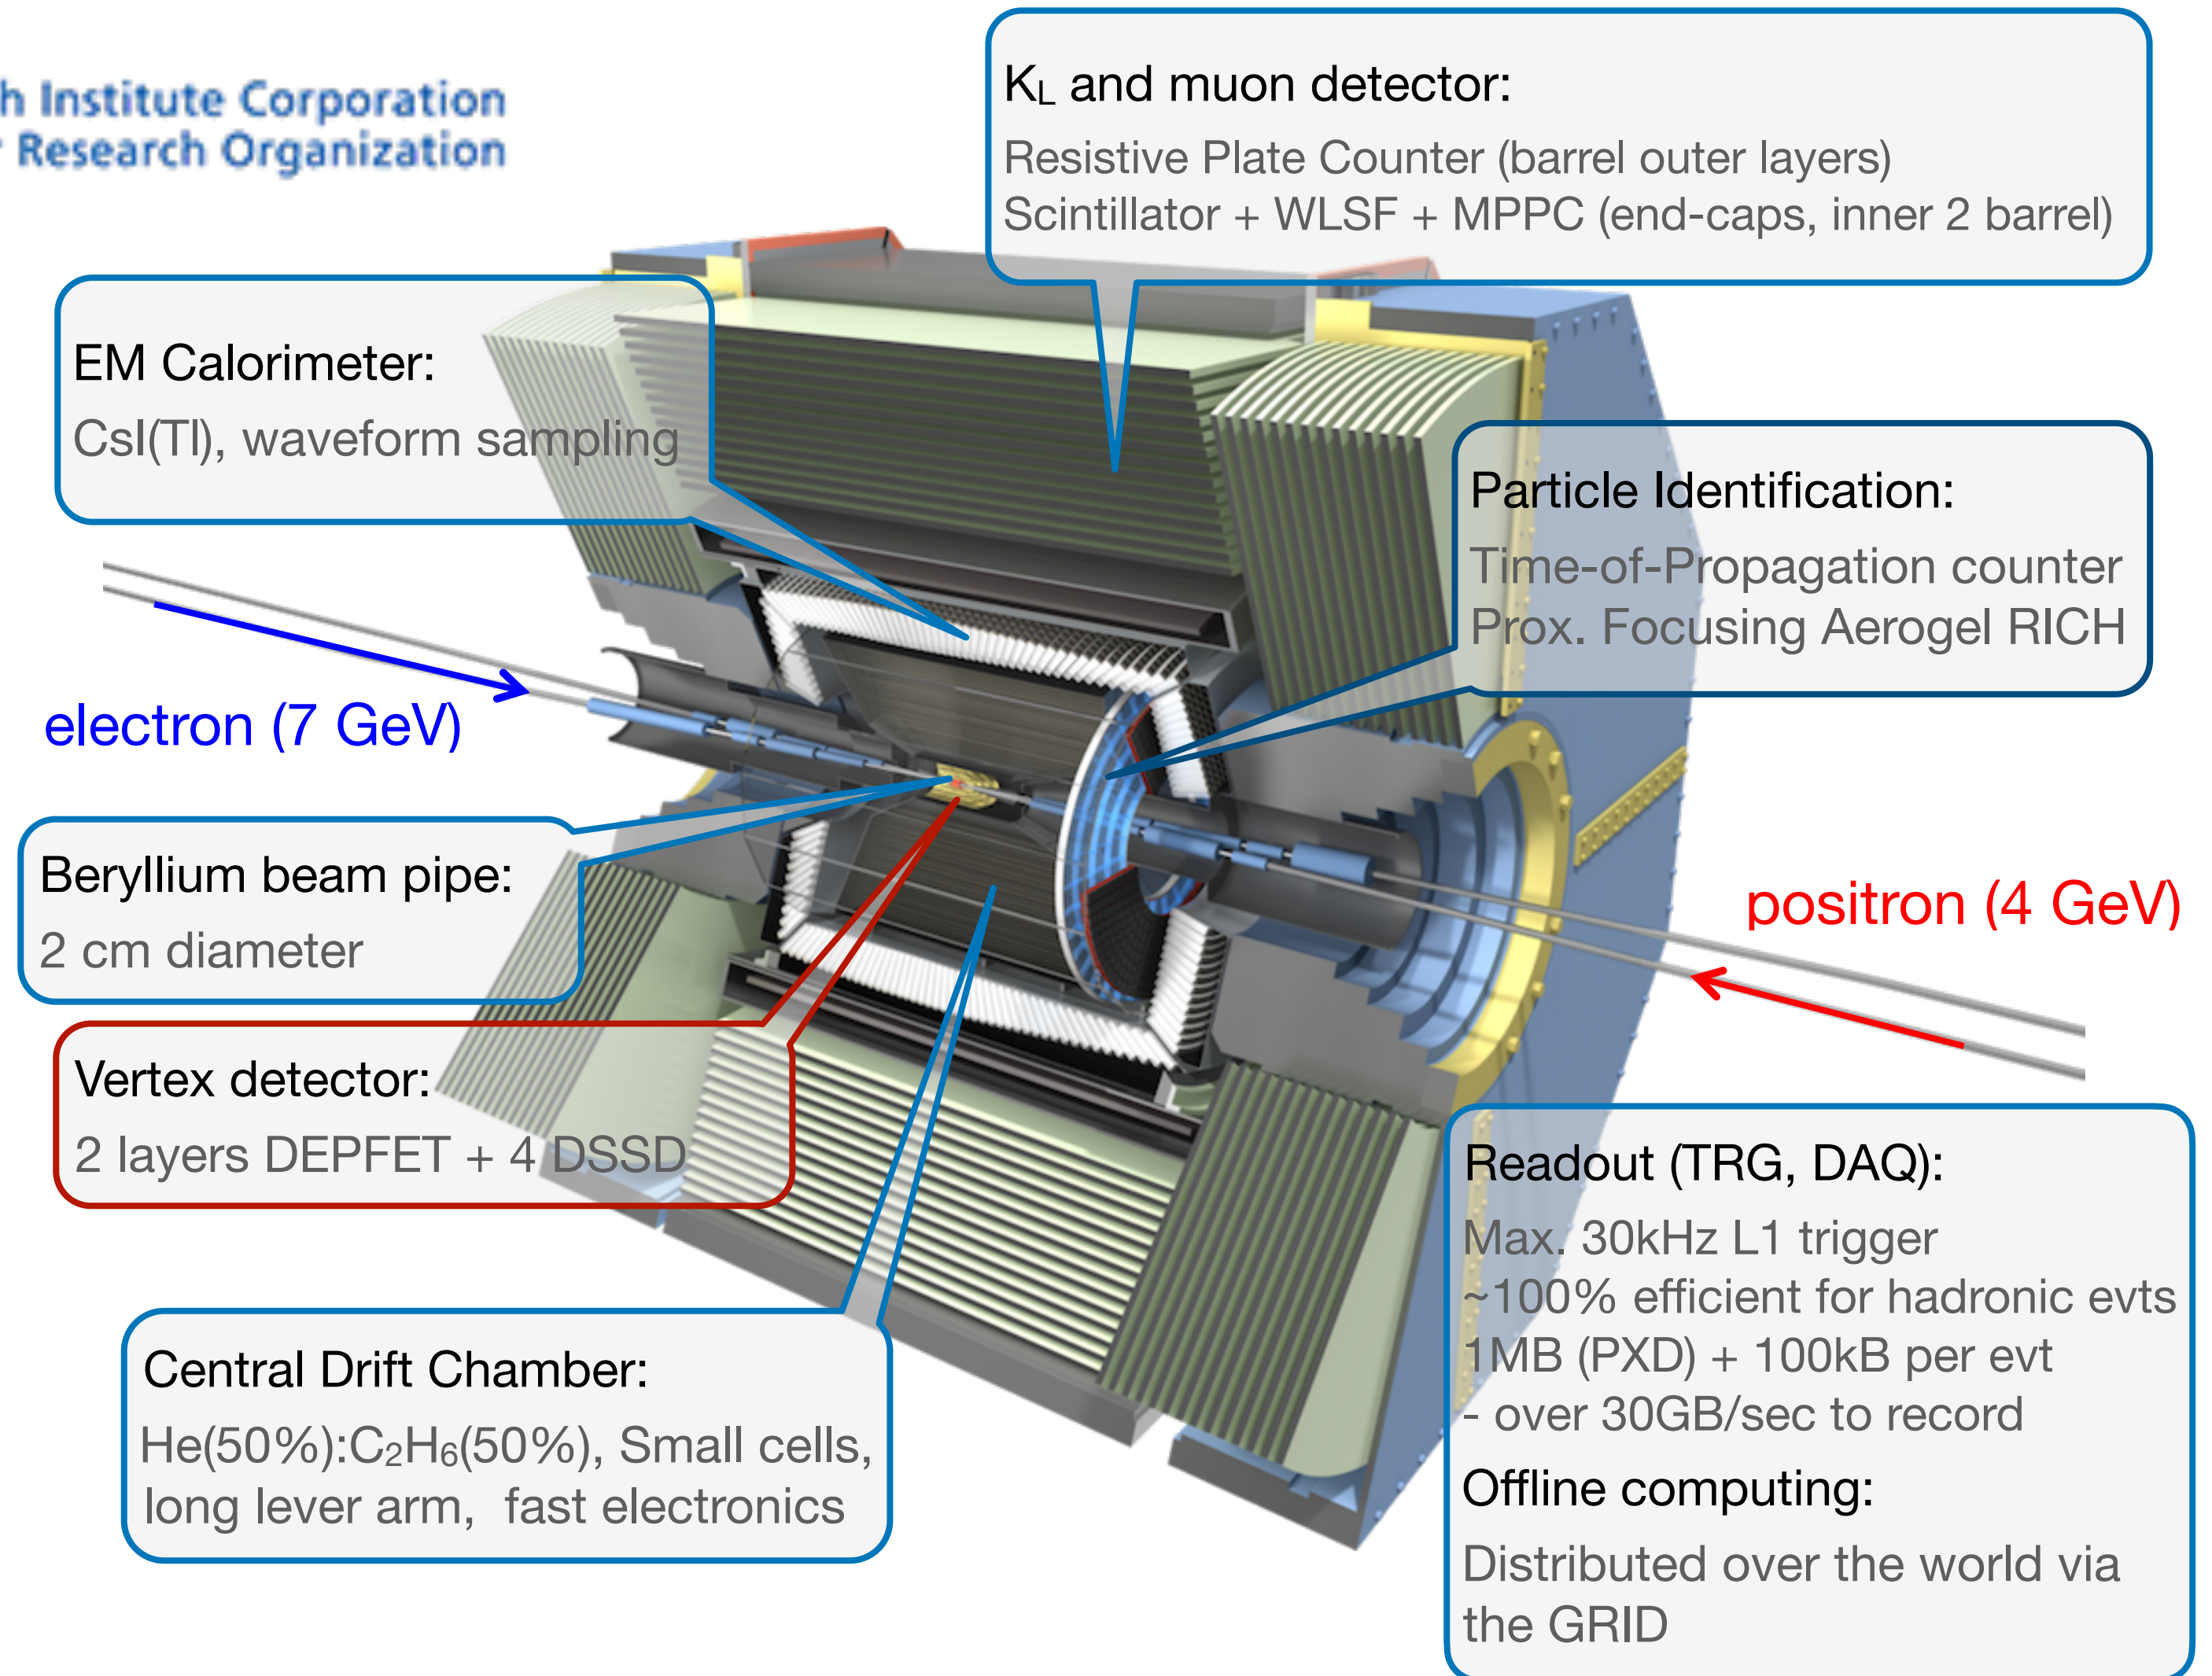 h Institute Corporation
r Research Organization
K_L and muon detector:
Resistive Plate Counter (barrel outer layers)
Scintillator + WLSF + MPPC (end-caps, inner 2 barrel)
EM Calorimeter:
CsI(Tl), waveform sampling
Particle Identification:
Time-of-Propagation counter
Prox. Focusing Aerogel RICH
electron (7 GeV)
Beryllium beam pipe:
2 cm diameter
positron (4 GeV)
Vertex detector:
2 layers DEPFET + 4 DSSD
Central Drift Chamber:
He(50%):C₂H₆(50%), Small cells,
long lever arm, fast electronics
Readout (TRG, DAQ):
Max. 30kHz L1 trigger
~100% efficient for hadronic evts
1MB (PXD) + 100kB per evt
- over 30GB/sec to record
Offline computing:
Distributed over the world via
the GRID